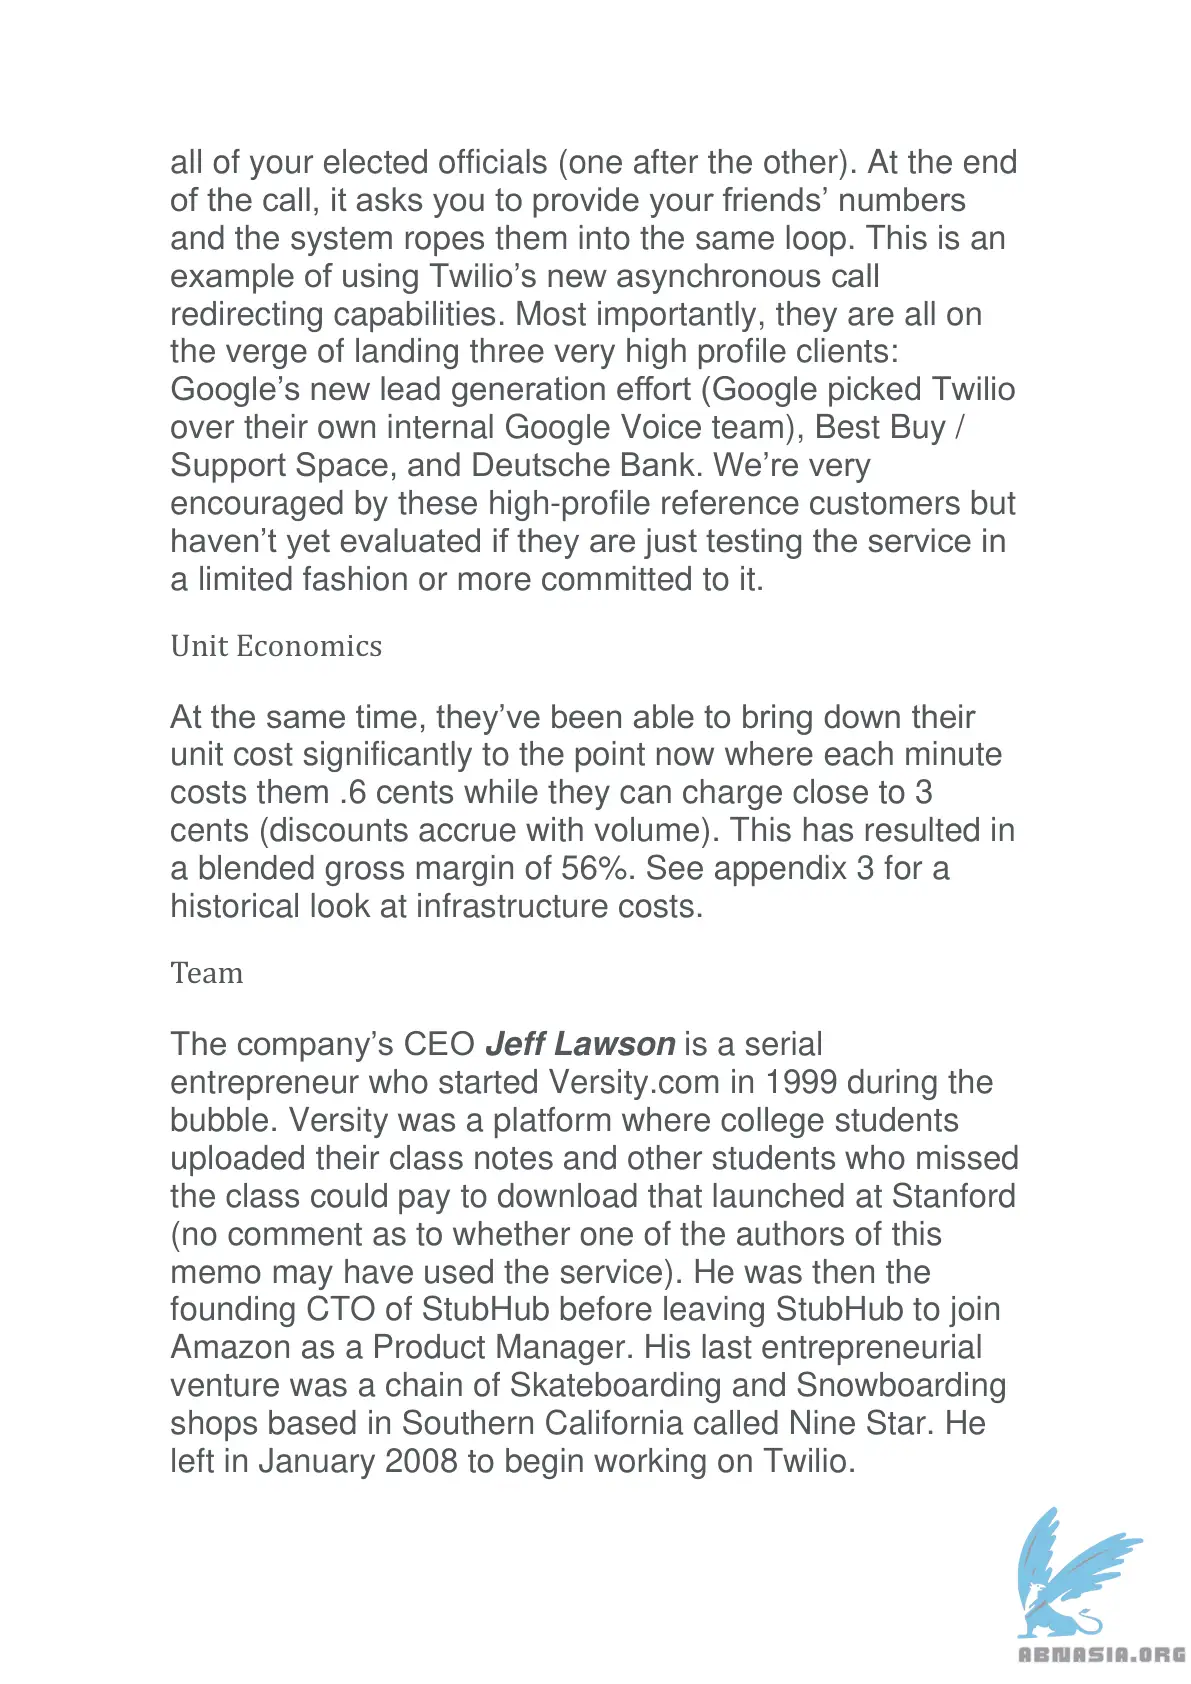 all of your elected officials (one after the other). At the end
of the call, it asks you to provide your friends’ numbers
and the system ropes them into the same loop. This is an
example of using Twilio’s new asynchronous call
redirecting capabilities. Most importantly, they are all on
the verge of landing three very high profile clients:
Google’s new lead generation effort (Google picked Twilio
over their own internal Google Voice team), Best Buy /
Support Space, and Deutsche Bank. We’re very
encouraged by these high-profile reference customers but
haven’t yet evaluated if they are just testing the service in
a limited fashion or more committed to it.
Unit Economics
At the same time, they’ve been able to bring down their
unit cost significantly to the point now where each minute
costs them .6 cents while they can charge close to 3
cents (discounts accrue with volume). This has resulted in
a blended gross margin of 56%. See appendix 3 for a
historical look at infrastructure costs.
Team
The company’s CEO Jeff Lawson is a serial
entrepreneur who started Versity.com in 1999 during the
bubble. Versity was a platform where college students
uploaded their class notes and other students who missed
the class could pay to download that launched at Stanford
(no comment as to whether one of the authors of this
memo may have used the service). He was then the
founding CTO of StubHub before leaving StubHub to join
Amazon as a Product Manager. His last entrepreneurial
venture was a chain of Skateboarding and Snowboarding
shops based in Southern California called Nine Star. He
left in January 2008 to begin working on Twilio.
ABNASIA.ORG